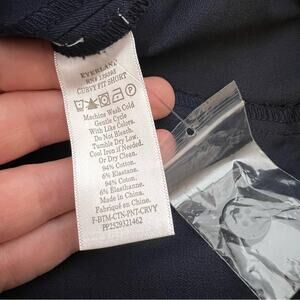 EVERLANE
CURVY FIT SHORT
Machine Wash Cold
Gentle Cycle
With Like Colors.
Do Not Bleach.
Tumble Dry Low.
Cool Iron if Needed.
Or Dry Clean.
94% Cotton,
6% Elastane.
94% Coton,
6% Élasthanne.
Made in China.
Fabriqué en China.
F-BTM-CTN-PNT-CRVY
PP2529321462